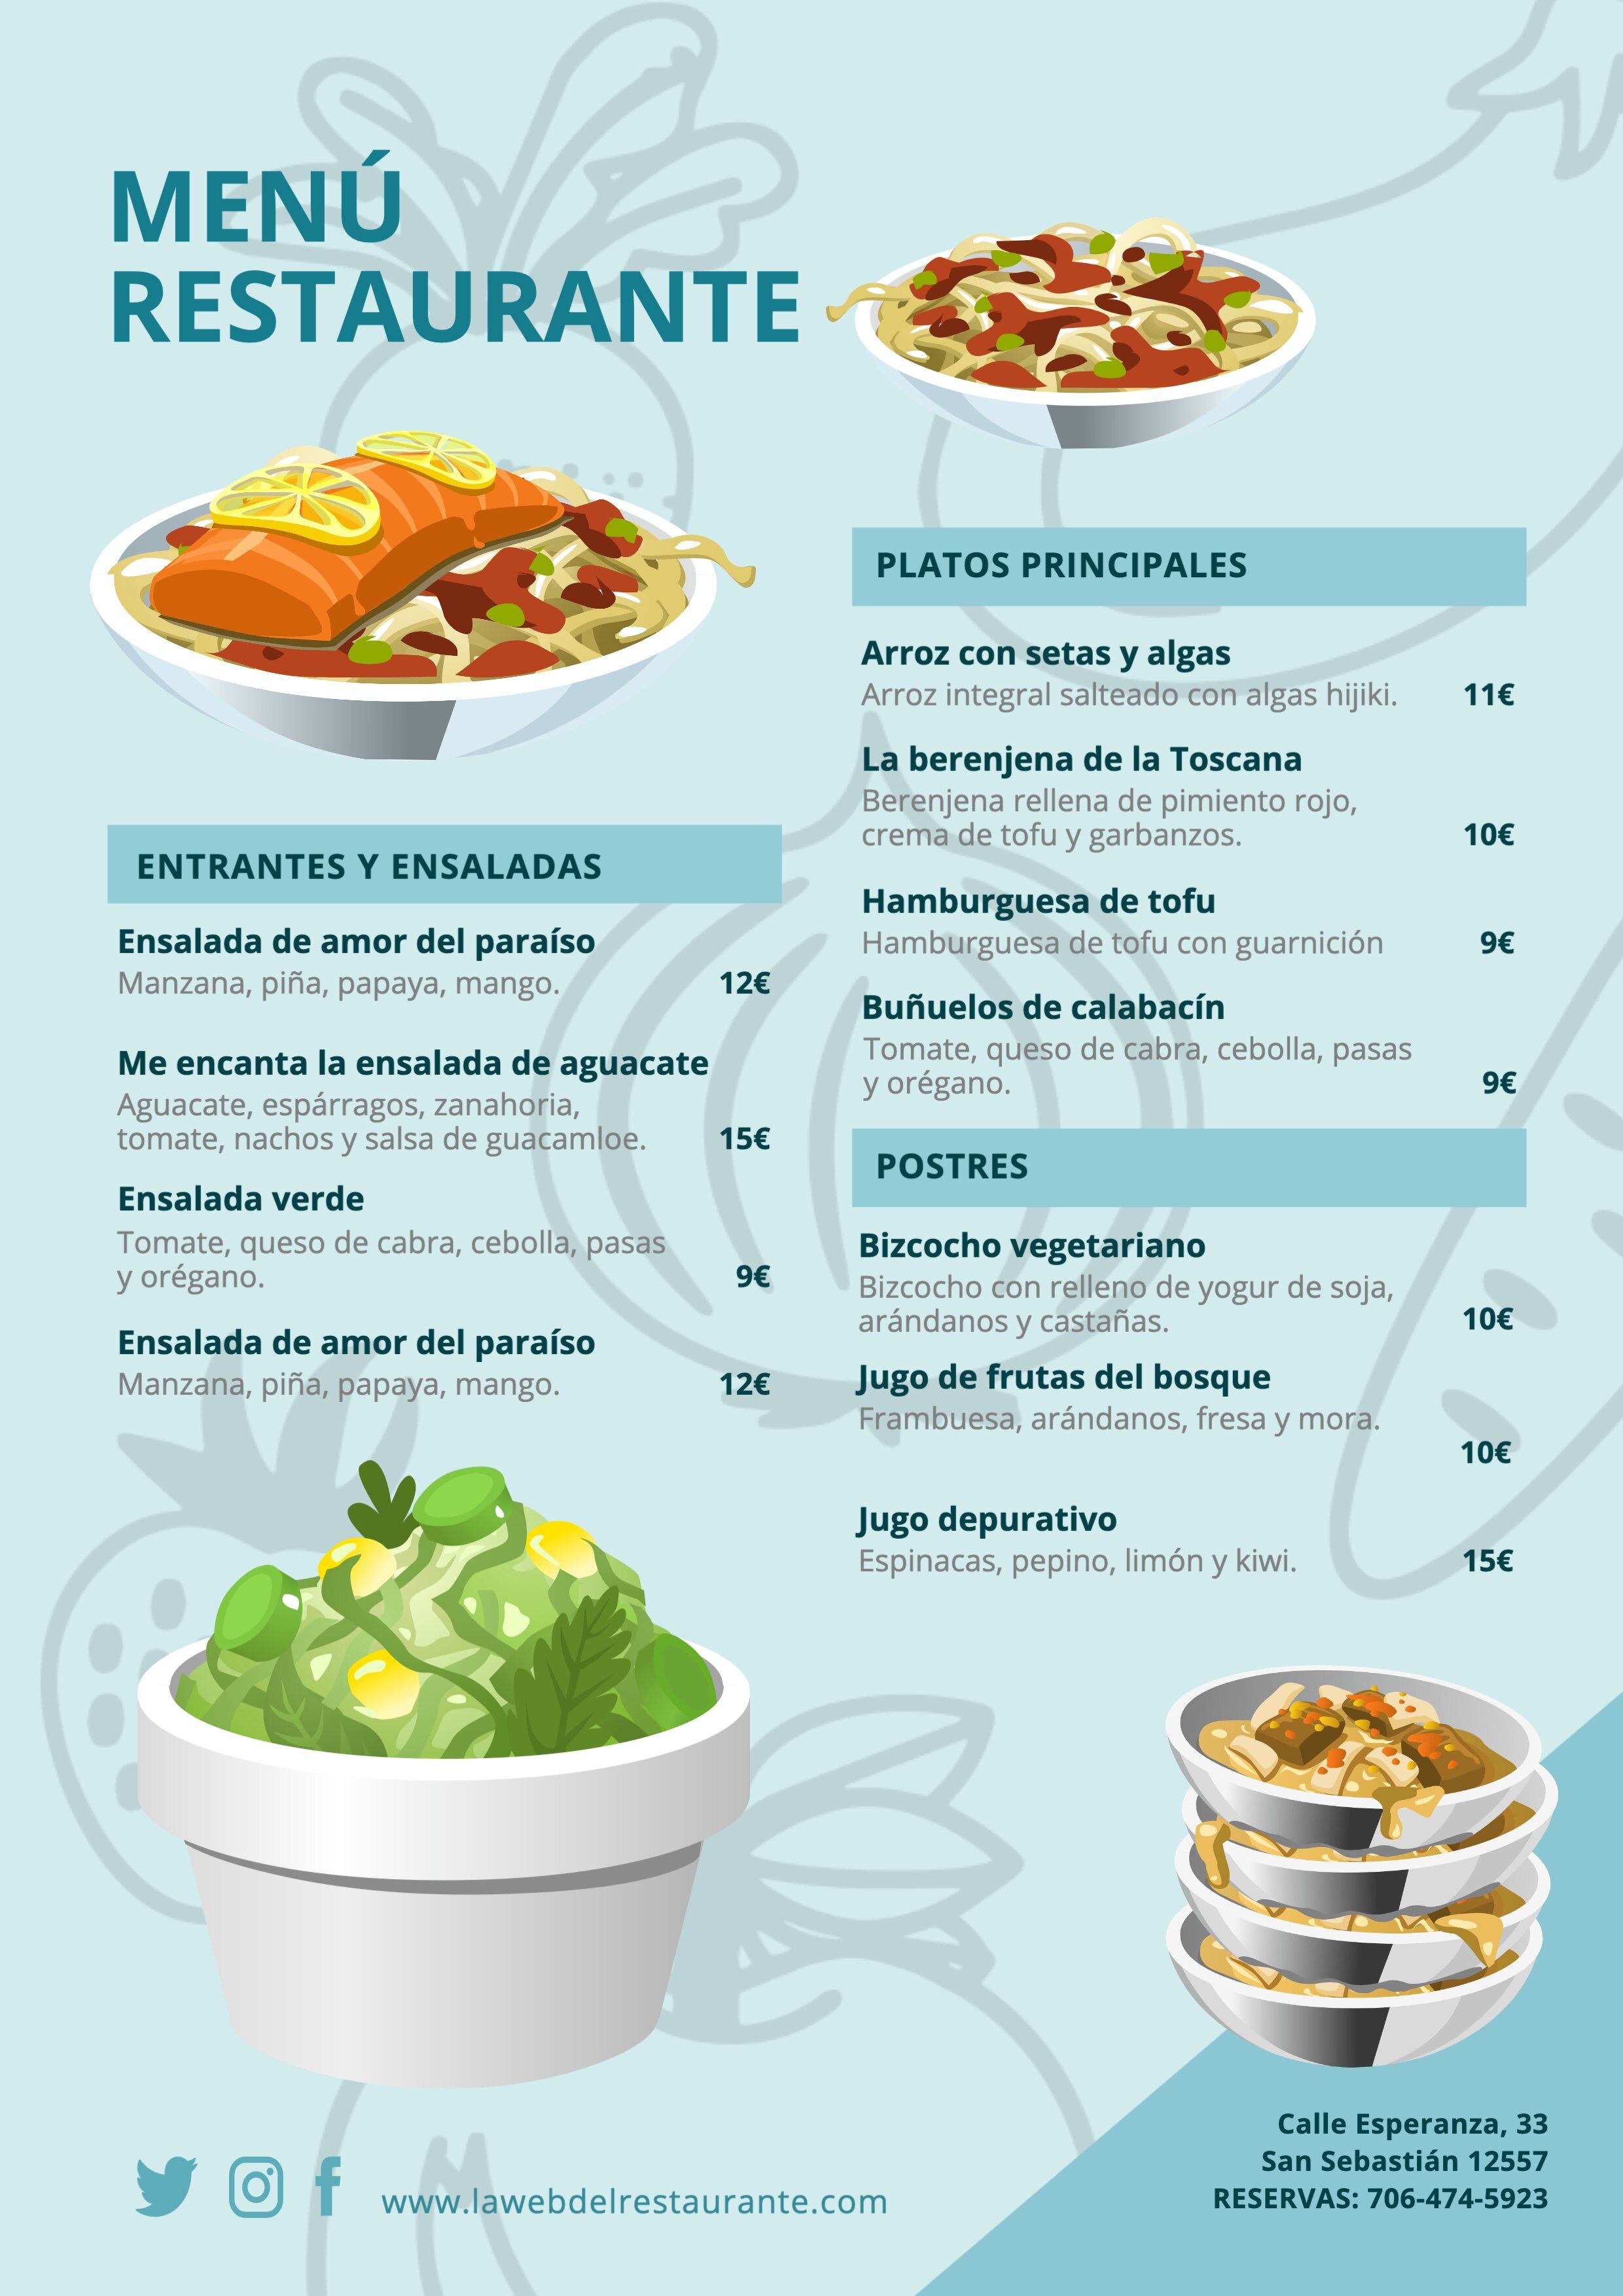 MENÚ
RESTAURANTE
ENTRANTES Y ENSALADAS
Ensalada de amor del paraíso
Manzana, piña, papaya, mango. 12€
Me encanta la ensalada de aguacate
Aguacate, espárragos, zanahoria,
tomate, nachos y salsa de guacamloe. 15€
Ensalada verde
Tomate, queso de cabra, cebolla, pasas
y orégano. 9€
Ensalada de amor del paraíso
Manzana, piña, papaya, mango. 12€
PLATOS PRINCIPALES
Arroz con setas y algas
Arroz integral salteado con algas hijiki. 11€
La berenjena de la Toscana
Berenjena rellena de pimiento rojo,
crema de tofu y garbanzos. 10€
Hamburguesa de tofu
Hamburguesa de tofu con guarnición 9€
Buñuelos de calabacín
Tomate, queso de cabra, cebolla, pasas
y orégano. 9€
POSTRES
Bizcocho vegetariano
Bizcocho con relleno de yogur de soja,
arándanos y castañas. 10€
Jugo de frutas del bosque
Frambuesa, arándanos, fresa y mora.
10€
Jugo depurativo
Espinacas, pepino, limón y kiwi. 15€
www.lawebdelrestaurante.com
Calle Esperanza, 33
San Sebastián 12557
RESERVAS: 706-474-5923